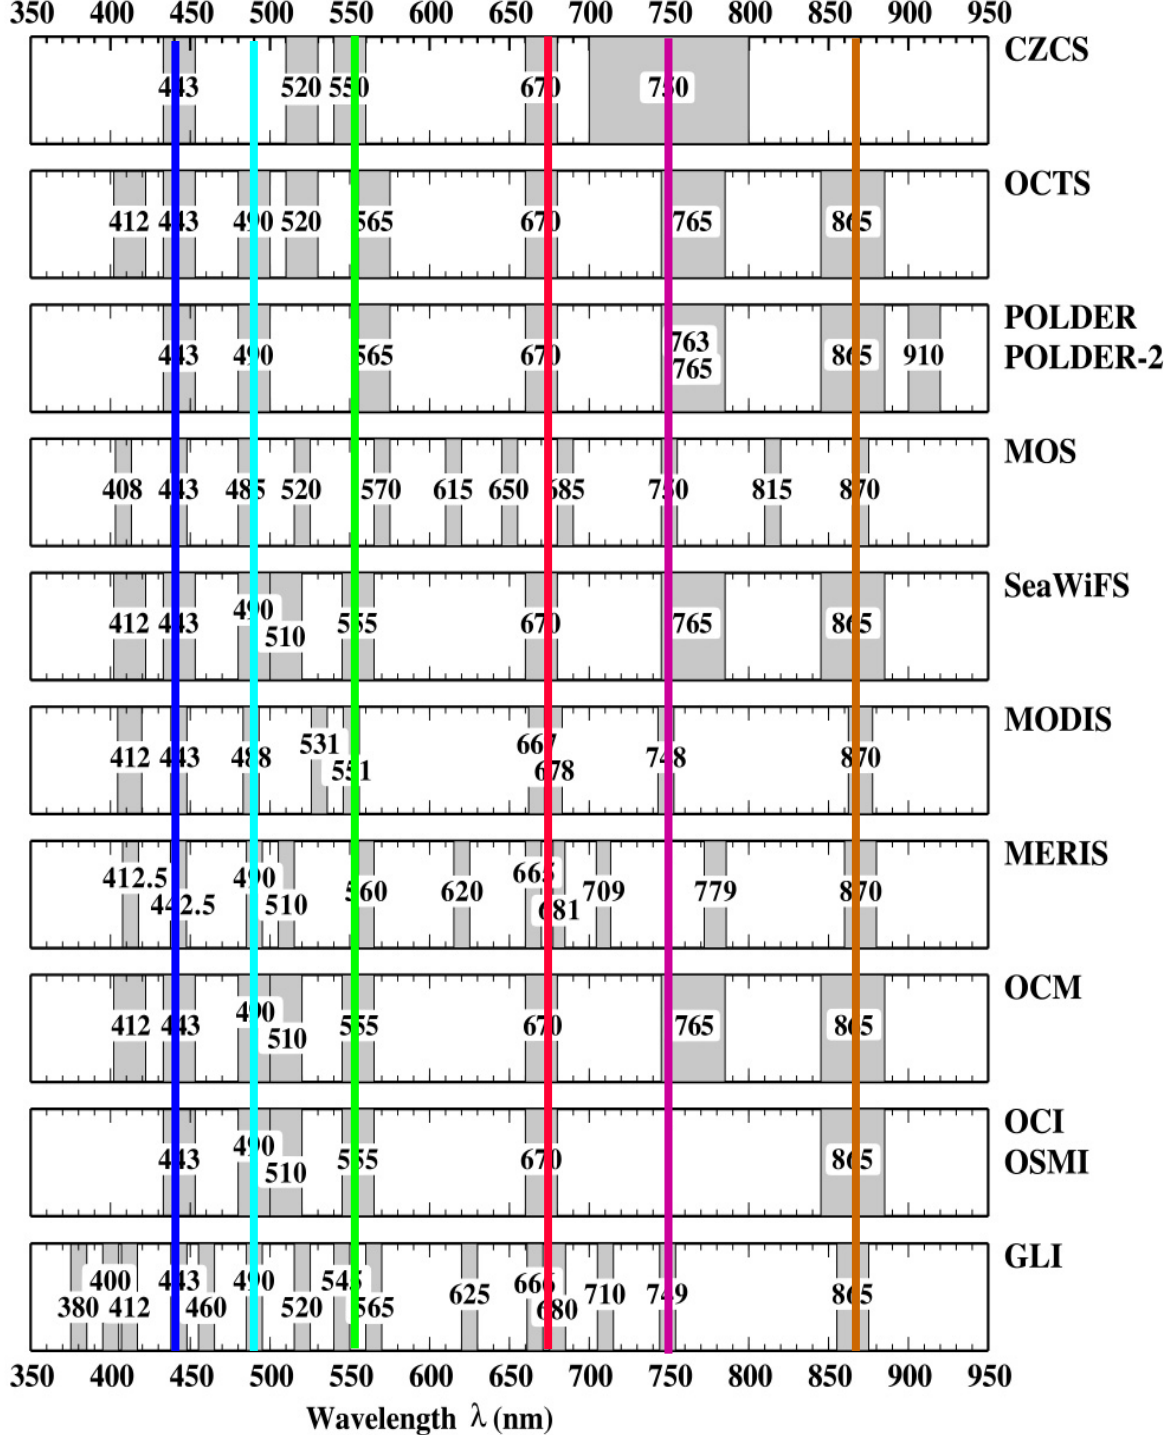 350 400 450 500 550 600 650 700 750 800 850 900 950
CZCS
443 520 550 670 750
OCTS
412 443 490 520 565 670 765 865
POLDER
POLDER-2
443 490 565 670 763 765 865 910
MOS
408 443 485 520 570 615 650 685 750 815 870
SeaWiFS
412 443 490 510 555 670 765 865
MODIS
412 443 488 531 551 667 678 748 870
MERIS
412.5 442.5 490 510 560 620 665 681 709 779 870
OCM
412 443 490 510 555 670 765 865
OCI
OSMI
443 490 510 555 670 865
GLI
380 400 412 443 460 490 520 545 565 625 666 680 710 749 865
350 400 450 500 550 600 650 700 750 800 850 900 950
Wavelength λ (nm)